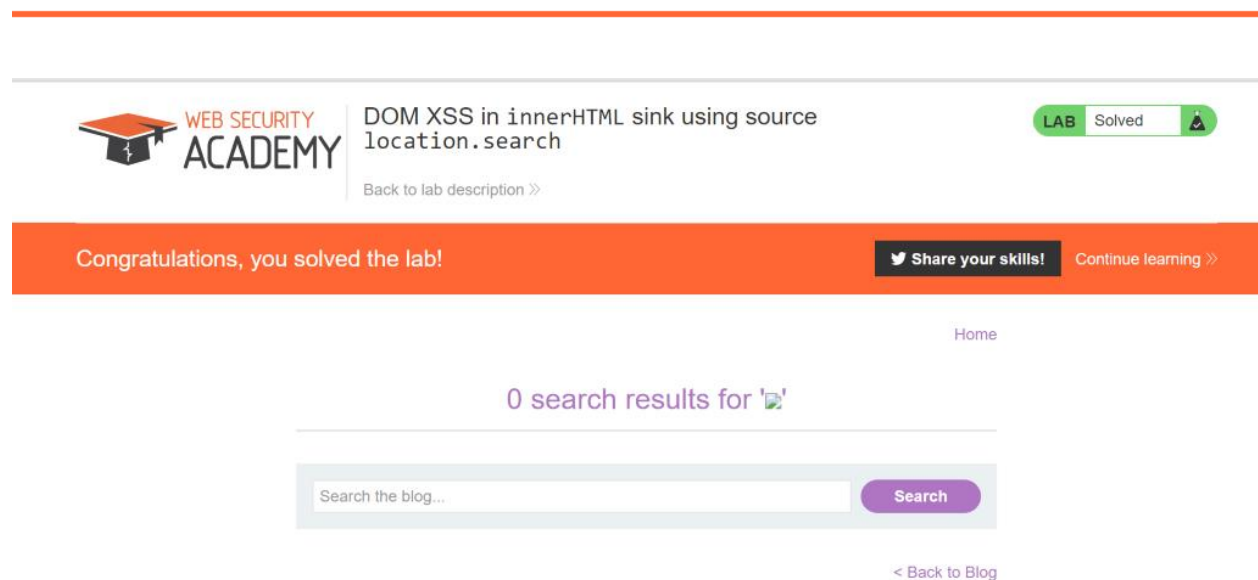 WEB SECURITY
ACADEMY
DOM XSS in innerHTML sink using source
location.search
Back to lab description »
LAB Solved
Congratulations, you solved the lab!
Share your skills! Continue learning »
Home
0 search results for ''
Search the blog...
Search
< Back to Blog